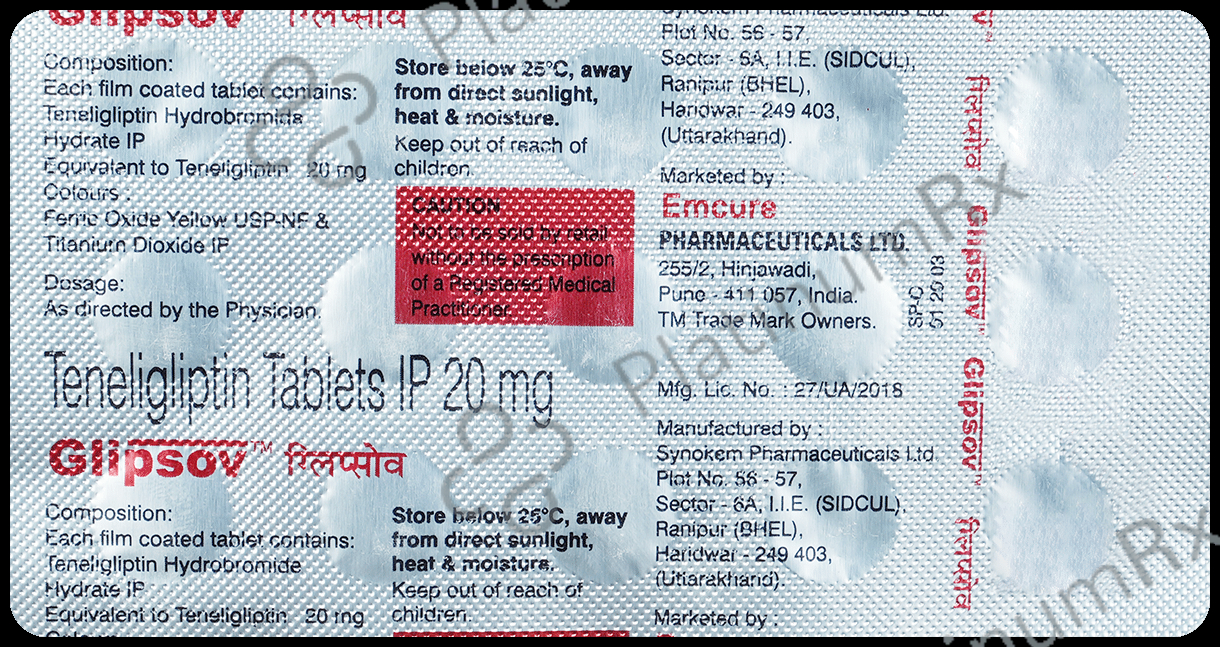 Glipsov ग्लिप्सोव
Composition:
Each film coated tablet contains:
Teneligliptin Hydrobromide
Hydrate IP
Equivalent to Teneligliptin 20 mg
Colours :
Ferric Oxide Yellow USP-NF &
Titanium Dioxide IP
Dosage:
As directed by the Physician.
Store below 25°C, away
from direct sunlight,
heat & moisture.
Keep out of reach of
children.
CAUTION
Not to be sold by retail
without the prescription
of a Registered Medical
Practitioner
Synokem Pharmaceuticals Ltd.
Plot No. 56 - 57,
Sector - 6A, I.I.E. (SIDCUL),
Ranipur (BHEL),
Haridwar - 249 403,
(Uttarakhand).
Marketed by :
Emcure
PHARMACEUTICALS LTD.
255/2, Hinjawadi,
Pune - 411 057, India.
TM Trade Mark Owners.
Mfg. Lic. No. : 27/UA/2018
Teneligliptin Tablets IP 20 mg
Glipsov™ ग्लिप्सोव
Composition:
Each film coated tablet contains:
Teneligliptin Hydrobromide
Hydrate IP
Equivalent to Teneligliptin 20 mg
Store below 25°C, away
from direct sunlight,
heat & moisture.
Keep out of reach of
children.
Manufactured by :
Synokem Pharmaceuticals Ltd.
Plot No. 56 - 57,
Sector - 6A, I.I.E. (SIDCUL),
Ranipur (BHEL),
Haridwar - 249 403,
(Uttarakhand).
Marketed by :
ग्लिप्सोव Glipsov™ Glipsov™ ग्लिप्सोव
PlatinumRx